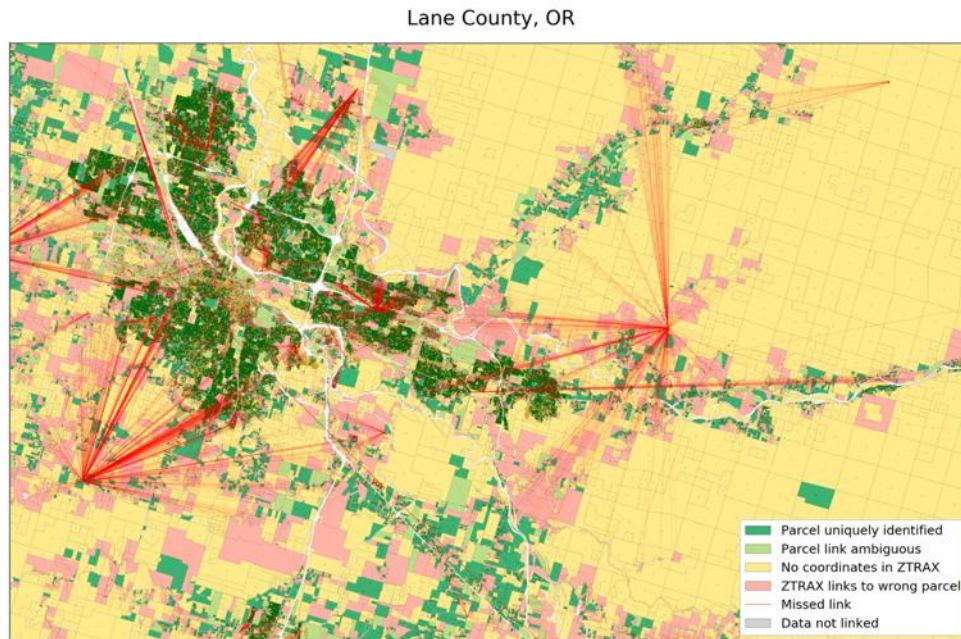 Lane County, OR
Parcel uniquely identified
Parcel link ambiguous
No coordinates in ZTRAX
ZTRAX links to wrong parcel
Missed link
Data not linked